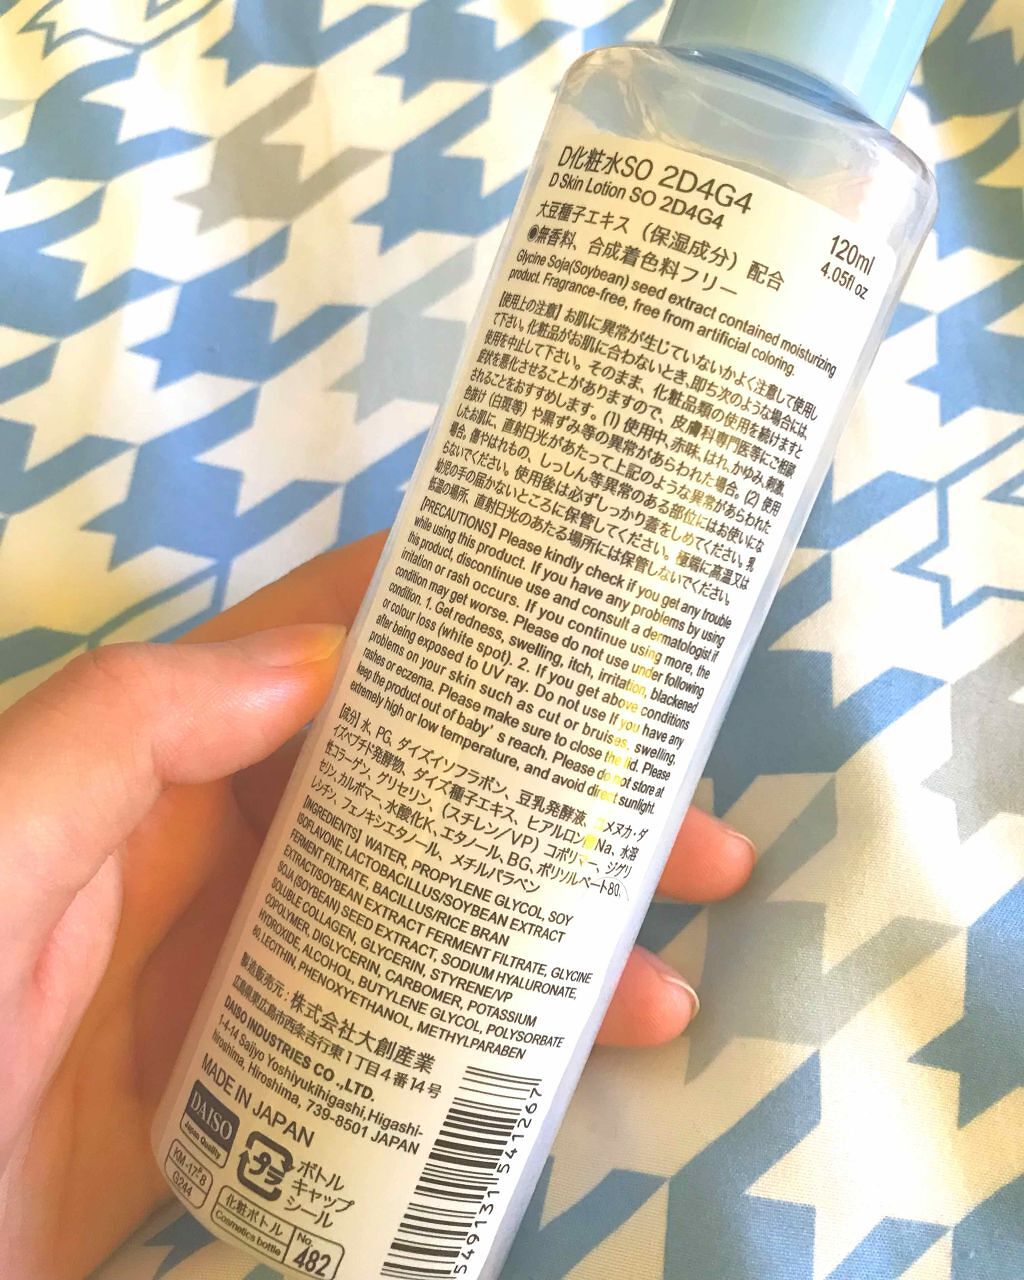 D化粧水SO 2D4G4
D Skin Lotion SO 2D4G4
120ml
4.05fl oz
大豆種子エキス（保湿成分）配合
◉無香料、合成着色料フリー
Glycine Soja(Soybean) seed extract contained moisturizing
product. Fragrance-free, free from artificial coloring.
【使用上の注意】お肌に異常が生じていないかよく注意して使用し
て下さい。化粧品がお肌に合わないとき、即ち次のような場合には、
使用を中止して下さい。そのまま、化粧品類の使用を続けますと
症状を悪化させることがありますので、皮膚科専門医等にご相談
されることをおすすめします。(1) 使用中、赤味、はれ、かゆみ、刺激、
色抜け（白斑等）や黒ずみ等の異常があらわれた場合。(2) 使用
したお肌に、直射日光があたって上記のような異常があらわれた
場合。傷やはれもの、しっしん等異常のある部位にはお使いにな
らないでください。使用後は必ずしっかり蓋をしめてください。乳
幼児の手の届かないところに保管してください。極端に高温又は
低温の場所、直射日光のあたる場所には保管しないでください。
【PRECAUTIONS】Please kindly check if you get any trouble
while using this product. If you have any problems by using
this product, discontinue use and consult a dermatologist if
irritation or rash occurs. If you continue using more, the
condition may get worse. Please do not use under following
condition. 1. Get redness, swelling, itch, irritation, blackened
or colour loss (white spot). 2. If you get above conditions
after being exposed to UV ray. Do not use If you have any
problems on your skin such as cut or bruises, swelling,
rashes or eczema. Please make sure to close the lid. Please
keep the product out of baby's reach. Please do not store at
extremely high or low temperature, and avoid direct sunlight.
【成分】水、PG、ダイズイソフラボン、豆乳発酵液、コメヌカ・ダ
イズペプチド発酵物、ダイズ種子エキス、ヒアルロン酸Na、水溶
性コラーゲン、グリセリン、（スチレン/VP）コポリマー、ジグリ
セリン、カルボマー、水酸化K、エタノール、BG、ポリソルベート80、
レシチン、フェノキシエタノール、メチルパラベン
【INGREDIENTS】WATER, PROPYLENE GLYCOL, SOY
ISOFLAVONE, LACTOBACILLUS/SOYBEAN EXTRACT
FERMENT FILTRATE, BACILLUS/RICE BRAN
EXTRACT/SOYBEAN EXTRACT FERMENT FILTRATE, GLYCINE
SOJA (SOYBEAN) SEED EXTRACT, SODIUM HYALURONATE,
SOLUBLE COLLAGEN, GLYCERIN, STYRENE/VP
COPOLYMER, DIGLYCERIN, CARBOMER, POTASSIUM
HYDROXIDE, ALCOHOL, BUTYLENE GLYCOL, POLYSORBATE
80, LECITHIN, PHENOXYETHANOL, METHYLPARABEN
製造販売元：株式会社大創産業
広島県東広島市西条吉行東1丁目4番14号
DAISO INDUSTRIES CO.,LTD.
1-4-14 Saijyo Yoshiyukihigashi,Higashi-
hiroshima, Hiroshima, 739-8501 JAPAN
MADE IN JAPAN
DAISO
Japan Quality
プラ
ボトル
キャップ
シール
KM-17-8
G244
化粧ボトル
Cosmetics bottle
No.
482
549131 541267